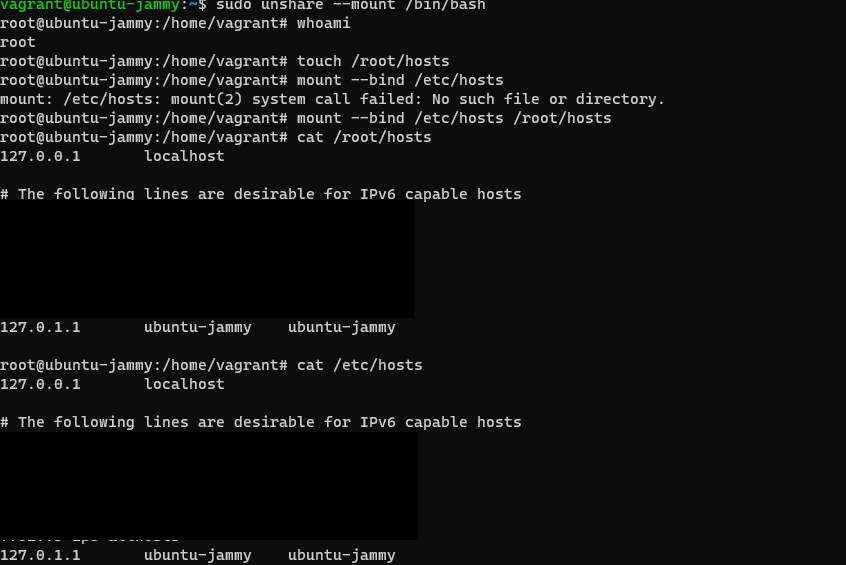 vagrant@ubuntu-jammy:~$ sudo unshare --mount /bin/bash
root@ubuntu-jammy:/home/vagrant# whoami
root
root@ubuntu-jammy:/home/vagrant# touch /root/hosts
root@ubuntu-jammy:/home/vagrant# mount --bind /etc/hosts
mount: /etc/hosts: mount(2) system call failed: No such file or directory.
root@ubuntu-jammy:/home/vagrant# mount --bind /etc/hosts /root/hosts
root@ubuntu-jammy:/home/vagrant# cat /root/hosts
127.0.0.1       localhost
# The following lines are desirable for IPv6 capable hosts
127.0.1.1       ubuntu-jammy    ubuntu-jammy
root@ubuntu-jammy:/home/vagrant# cat /etc/hosts
127.0.0.1       localhost
# The following lines are desirable for IPv6 capable hosts
127.0.1.1       ubuntu-jammy    ubuntu-jammy